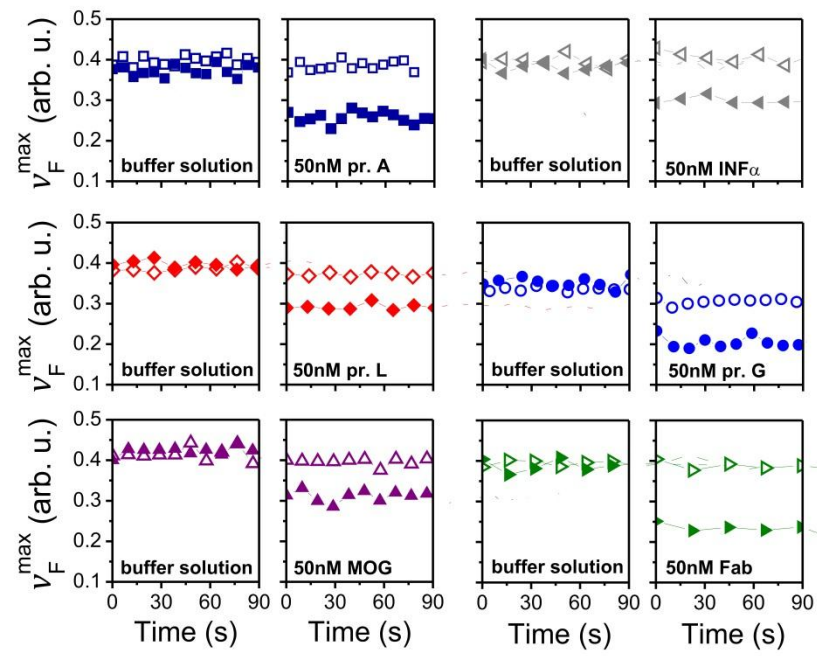 0.5
0.4
0.3
0.2
0.1
v_F^max (arb. u.)
buffer solution
50nM pr. A
buffer solution
50nM INFα
0.5
0.4
0.3
0.2
0.1
v_F^max (arb. u.)
buffer solution
50nM pr. L
buffer solution
50nM pr. G
0.5
0.4
0.3
0.2
0.1
v_F^max (arb. u.)
buffer solution
50nM MOG
buffer solution
50nM Fab
0 30 60 90 0 30 60 90 0 30 60 90 0 30 60 90
Time (s) Time (s) Time (s) Time (s)